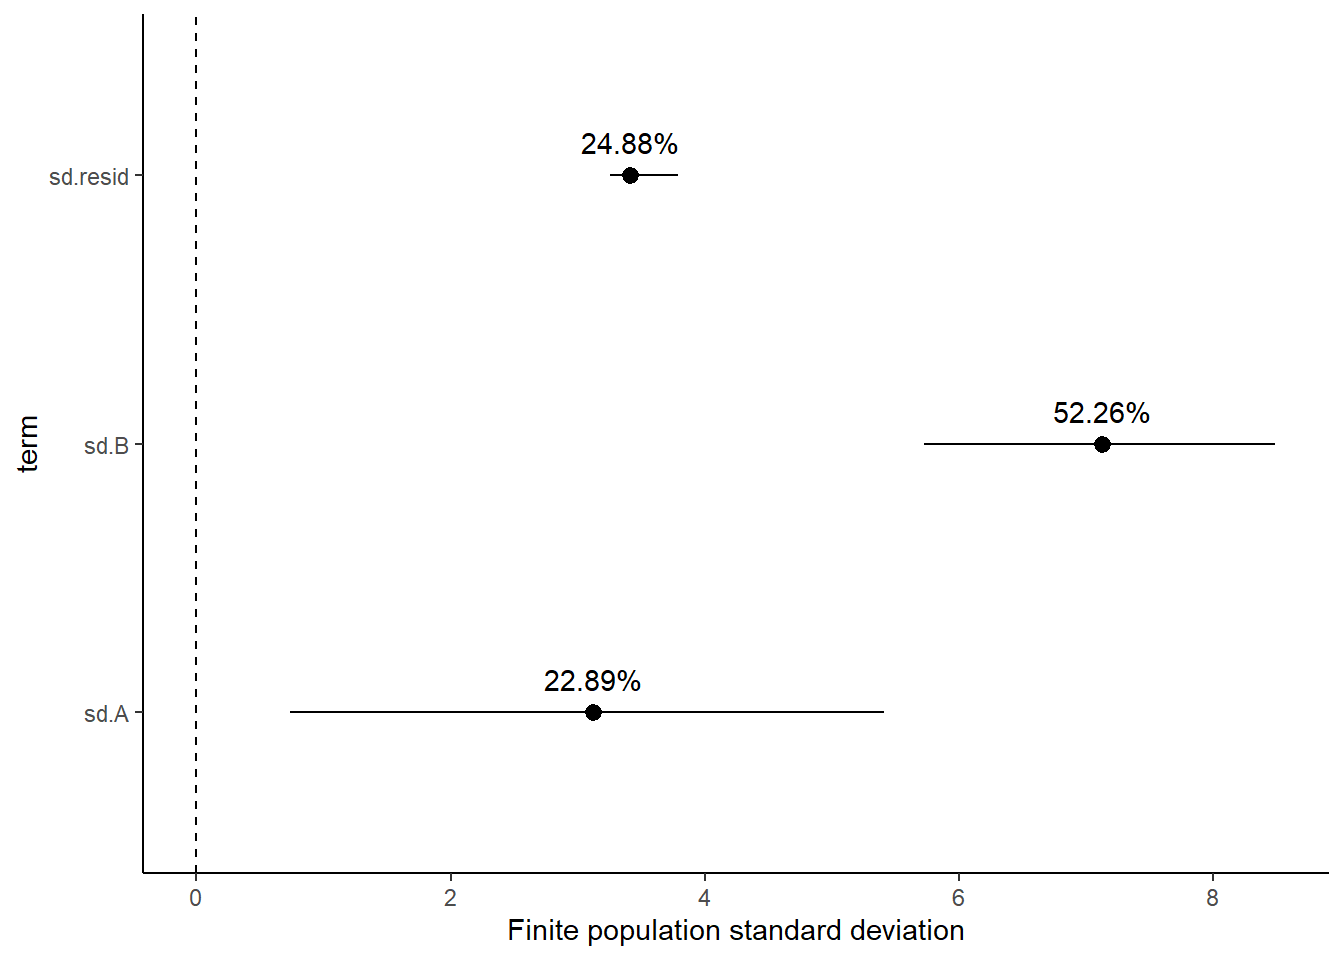 24.88%
sd.resid
52.26%
sd.B
term
22.89%
sd.A
0 2 4 6 8
Finite population standard deviation